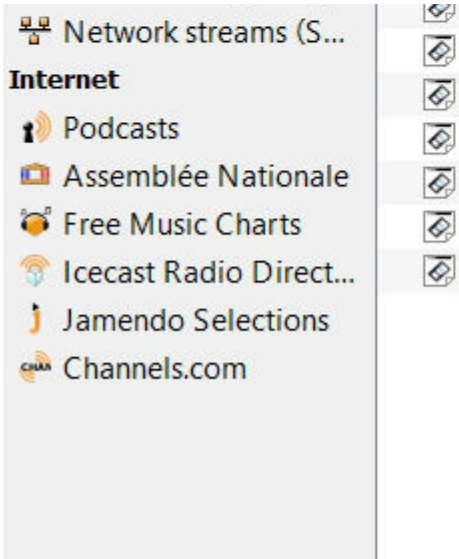 Network streams (S...
Internet
Podcasts
Assemblée Nationale
Free Music Charts
Icecast Radio Direct...
Jamendo Selections
Channels.com